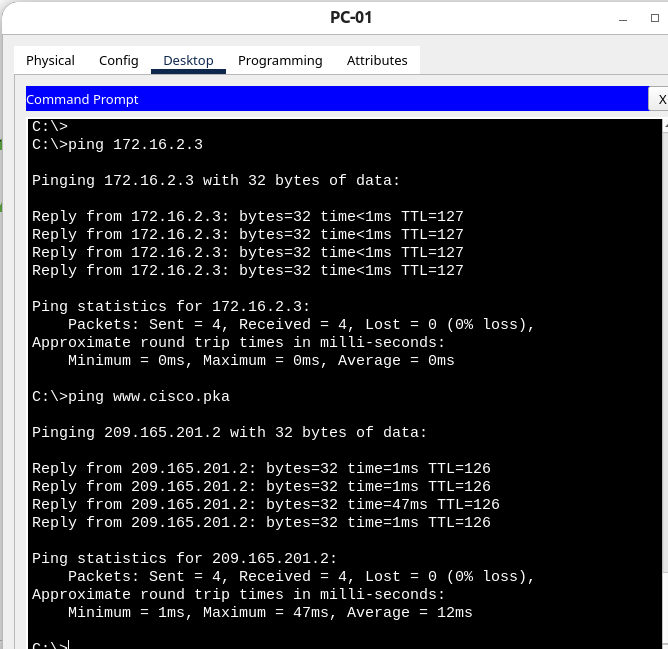 PC-01
Physical Config Desktop Programming Attributes
Command Prompt X
C:\>
C:\>ping 172.16.2.3
Pinging 172.16.2.3 with 32 bytes of data:
Reply from 172.16.2.3: bytes=32 time<1ms TTL=127
Reply from 172.16.2.3: bytes=32 time<1ms TTL=127
Reply from 172.16.2.3: bytes=32 time<1ms TTL=127
Reply from 172.16.2.3: bytes=32 time<1ms TTL=127
Ping statistics for 172.16.2.3:
Packets: Sent = 4, Received = 4, Lost = 0 (0% loss),
Approximate round trip times in milli-seconds:
Minimum = 0ms, Maximum = 0ms, Average = 0ms
C:\>ping www.cisco.pka
Pinging 209.165.201.2 with 32 bytes of data:
Reply from 209.165.201.2: bytes=32 time=1ms TTL=126
Reply from 209.165.201.2: bytes=32 time=1ms TTL=126
Reply from 209.165.201.2: bytes=32 time=47ms TTL=126
Reply from 209.165.201.2: bytes=32 time=1ms TTL=126
Ping statistics for 209.165.201.2:
Packets: Sent = 4, Received = 4, Lost = 0 (0% loss),
Approximate round trip times in milli-seconds:
Minimum = 1ms, Maximum = 47ms, Average = 12ms
C:\>